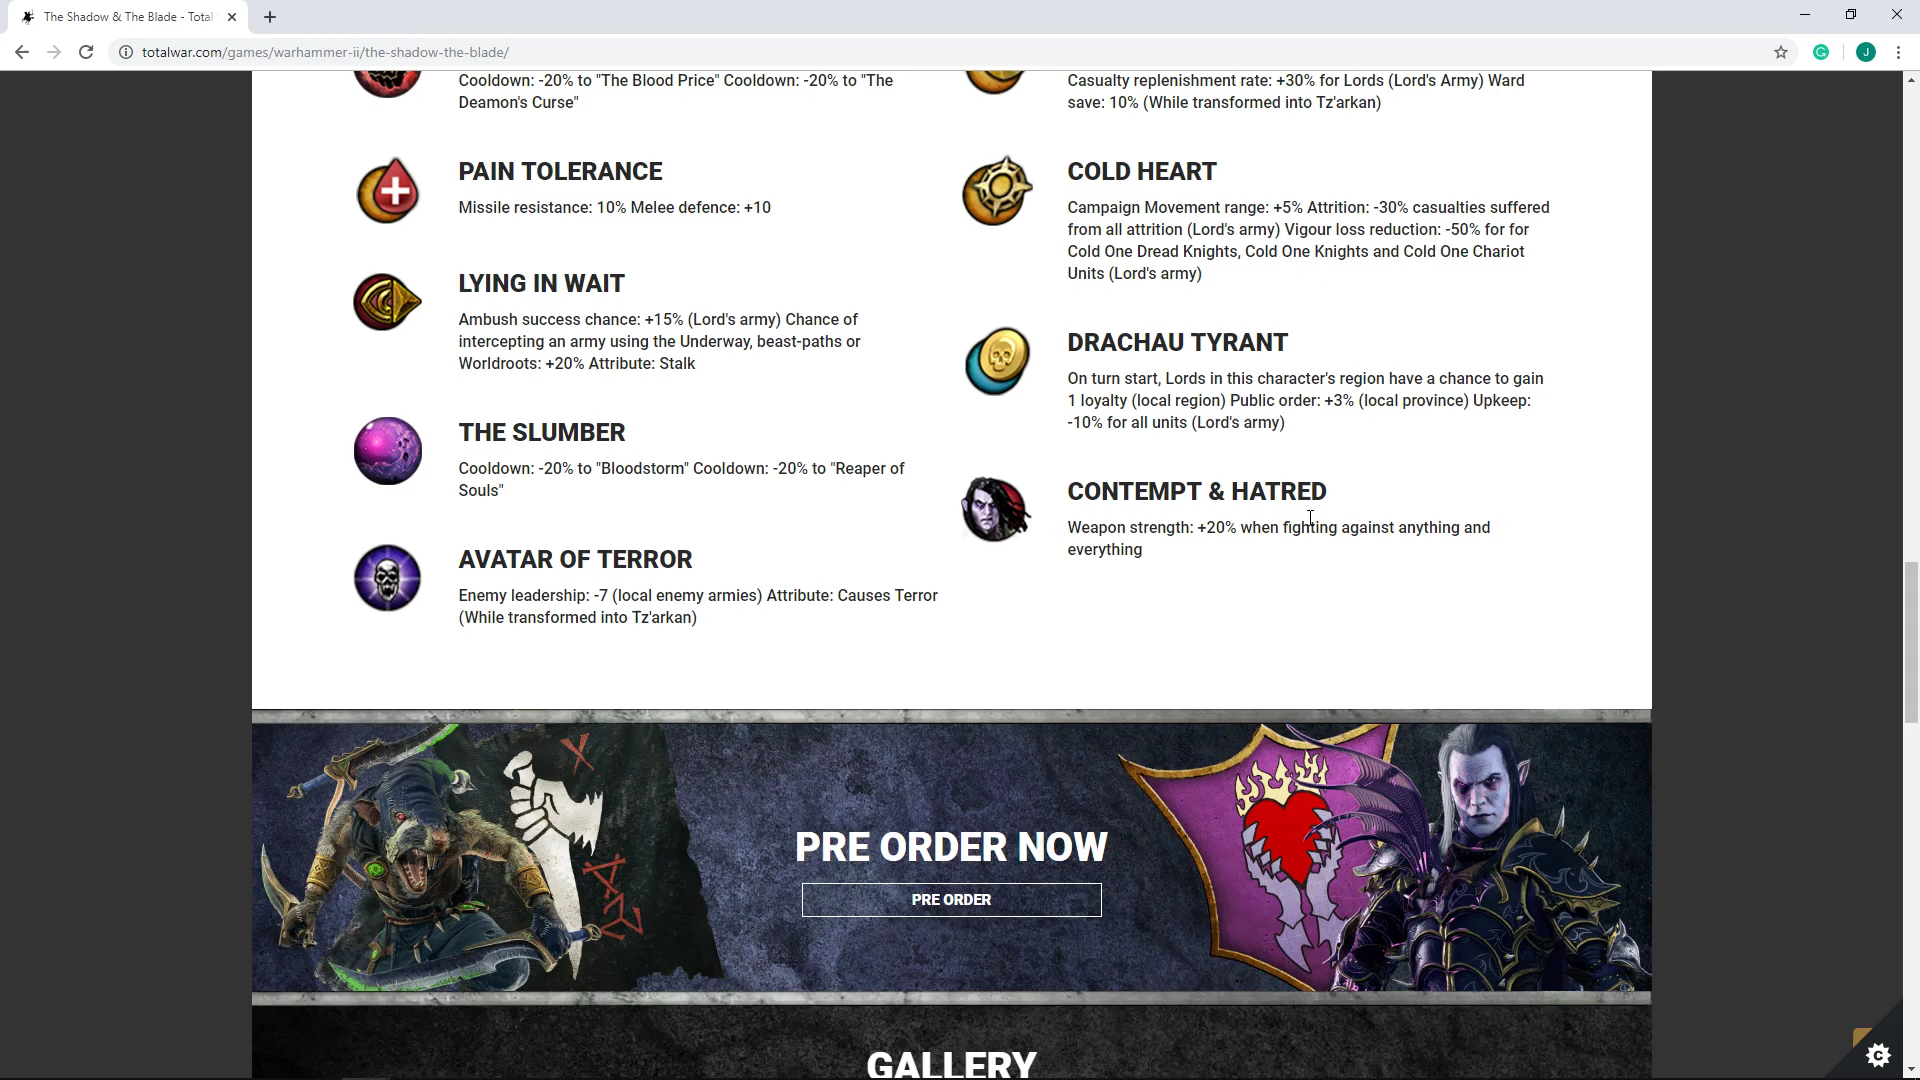 The Shadow & The Blade - Total
totalwar.com/games/warhammer-ii/the-shadow-the-blade/
J
Cooldown: -20% to "The Blood Price" Cooldown: -20% to "The
Deamon's Curse"
PAIN TOLERANCE
Missile resistance: 10% Melee defence: +10
LYING IN WAIT
Ambush success chance: +15% (Lord's army) Chance of
intercepting an army using the Underway, beast-paths or
Worldroots: +20% Attribute: Stalk
THE SLUMBER
Cooldown: -20% to "Bloodstorm" Cooldown: -20% to "Reaper of
Souls"
AVATAR OF TERROR
Enemy leadership: -7 (local enemy armies) Attribute: Causes Terror
(While transformed into Tz'arkan)
Casualty replenishment rate: +30% for Lords (Lord's Army) Ward
save: 10% (While transformed into Tz'arkan)
COLD HEART
Campaign Movement range: +5% Attrition: -30% casualties suffered
from all attrition (Lord's army) Vigour loss reduction: -50% for for
Cold One Dread Knights, Cold One Knights and Cold One Chariot
Units (Lord's army)
DRACHAU TYRANT
On turn start, Lords in this character's region have a chance to gain
1 loyalty (local region) Public order: +3% (local province) Upkeep:
-10% for all units (Lord's army)
CONTEMPT & HATRED
Weapon strength: +20% when fighting against anything and
everything
PRE ORDER NOW
PRE ORDER
GALLERY